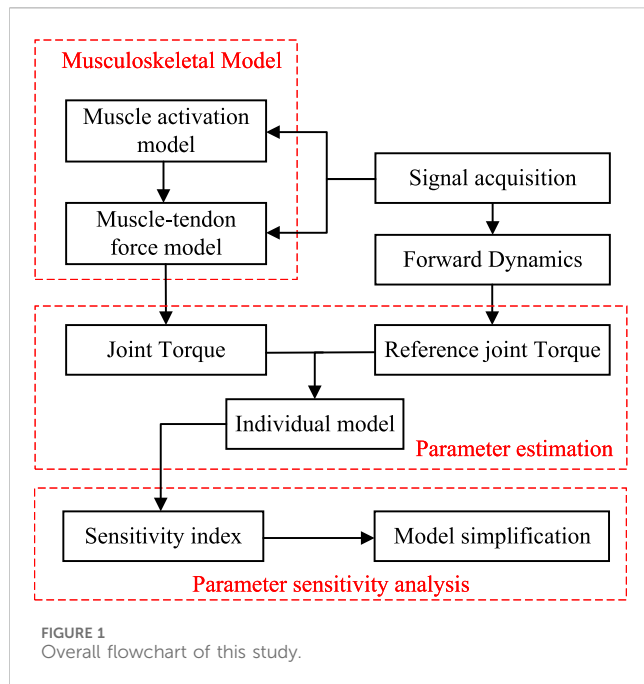 Musculoskeletal Model
Muscle activation
model
Signal acquisition
Muscle-tendon
force model
Forward Dynamics
Joint Torque
Reference joint Torque
Individual model
Parameter estimation
Sensitivity index
Model simplification
Parameter sensitivity analysis
FIGURE 1
Overall flowchart of this study.